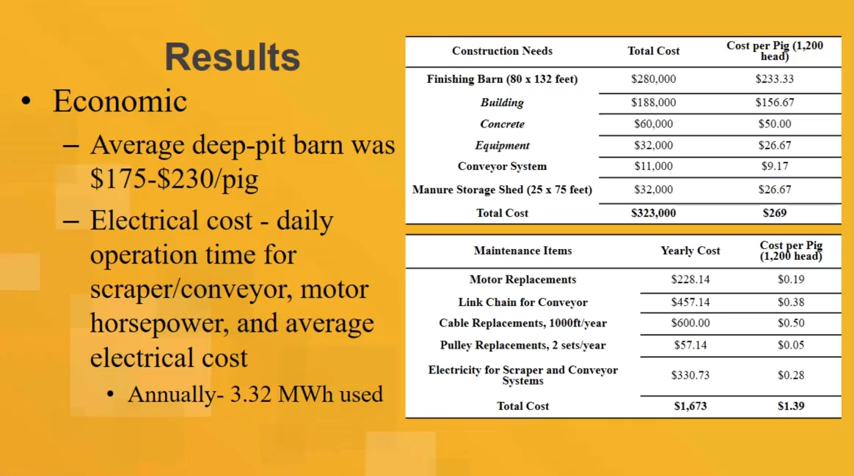 Results
• Economic
– Average deep-pit barn was
$175-$230/pig
– Electrical cost - daily
operation time for
scraper/conveyor, motor
horsepower, and average
electrical cost
• Annually- 3.32 MWh used
Construction Needs Total Cost Cost per Pig (1,200 head)
Finishing Barn (80 x 132 feet) $280,000 $233.33
Building $188,000 $156.67
Concrete $60,000 $50.00
Equipment $32,000 $26.67
Conveyor System $11,000 $9.17
Manure Storage Shed (25 x 75 feet) $32,000 $26.67
Total Cost $323,000 $269
Maintenance Items Yearly Cost Cost per Pig (1,200 head)
Motor Replacements $228.14 $0.19
Link Chain for Conveyor $457.14 $0.38
Cable Replacements, 1000ft/year $600.00 $0.50
Pulley Replacements, 2 sets/year $57.14 $0.05
Electricity for Scraper and Conveyor Systems $330.73 $0.28
Total Cost $1,673 $1.39